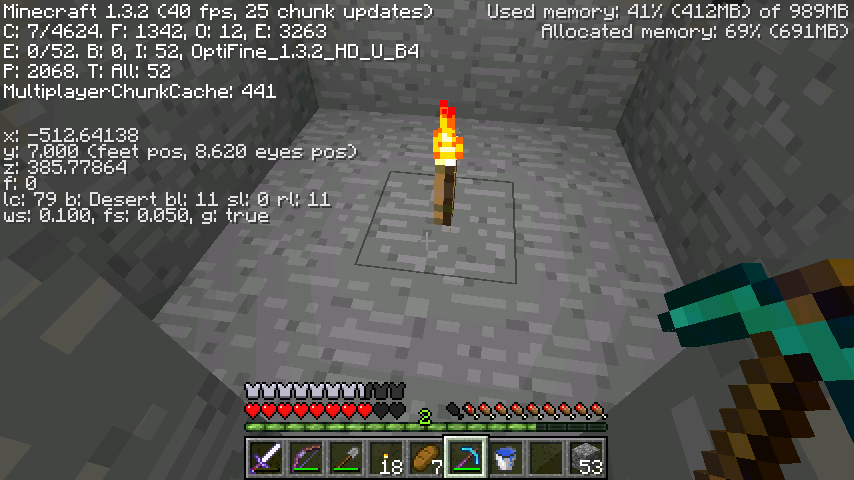 Minecraft 1.3.2 (40 fps, 25 chunk updates)
C: 7/4624. F: 1342, O: 12, E: 3263
E: 0/52. B: 0, I: 52, OptiFine_1.3.2_HD_U_B4
P: 2068. T: All: 52
MultiplayerChunkCache: 441
Used memory: 41% (412MB) of 989MB
Allocated memory: 69% (691MB)
x: -512.64138
y: 7.000 (feet pos, 8.620 eyes pos)
z: 385.77864
f: 0
lc: 79 b: Desert bl: 11 sl: 0 rl: 11
ws: 0.100, fs: 0.050, g: true
2
18 7 53